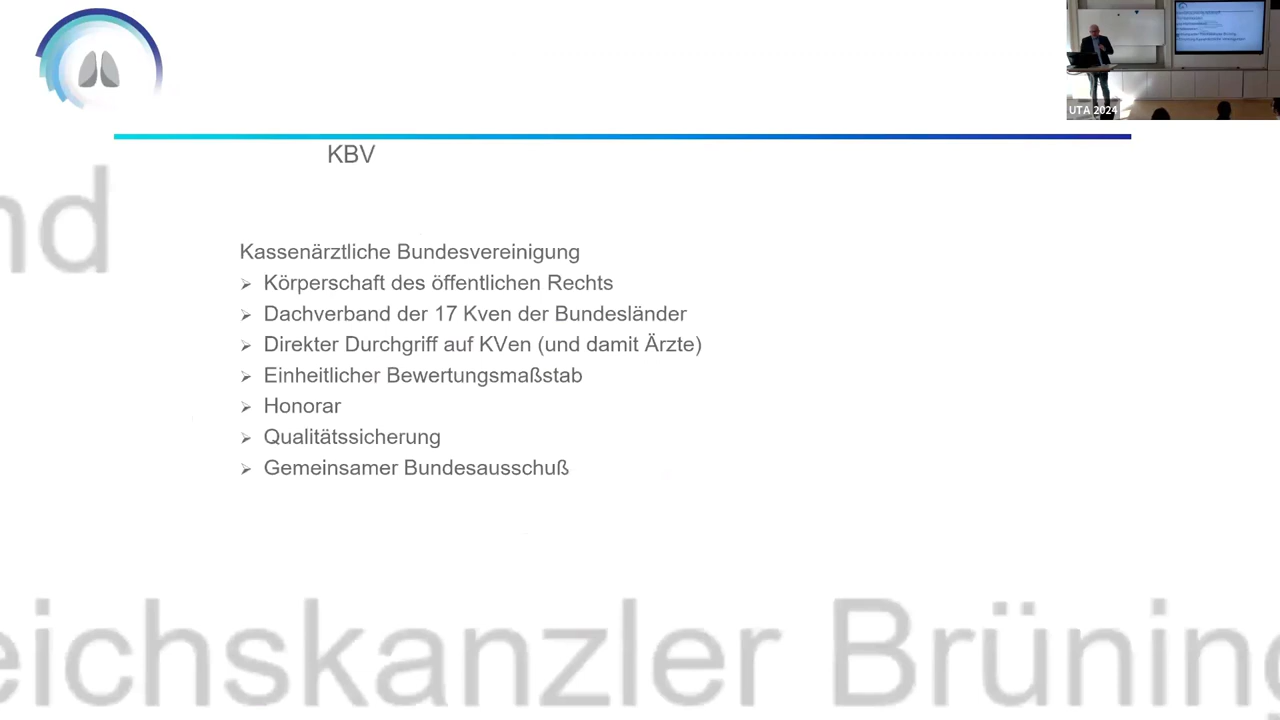 UTA 2024
KBV
nd
Kassenärztliche Bundesvereinigung
Körperschaft des öffentlichen Rechts
Dachverband der 17 Kven der Bundesländer
Direkter Durchgriff auf KVen (und damit Ärzte)
Einheitlicher Bewertungsmaßstab
Honorar
Qualitätssicherung
Gemeinsamer Bundesausschuß
eichskanzler Brüning